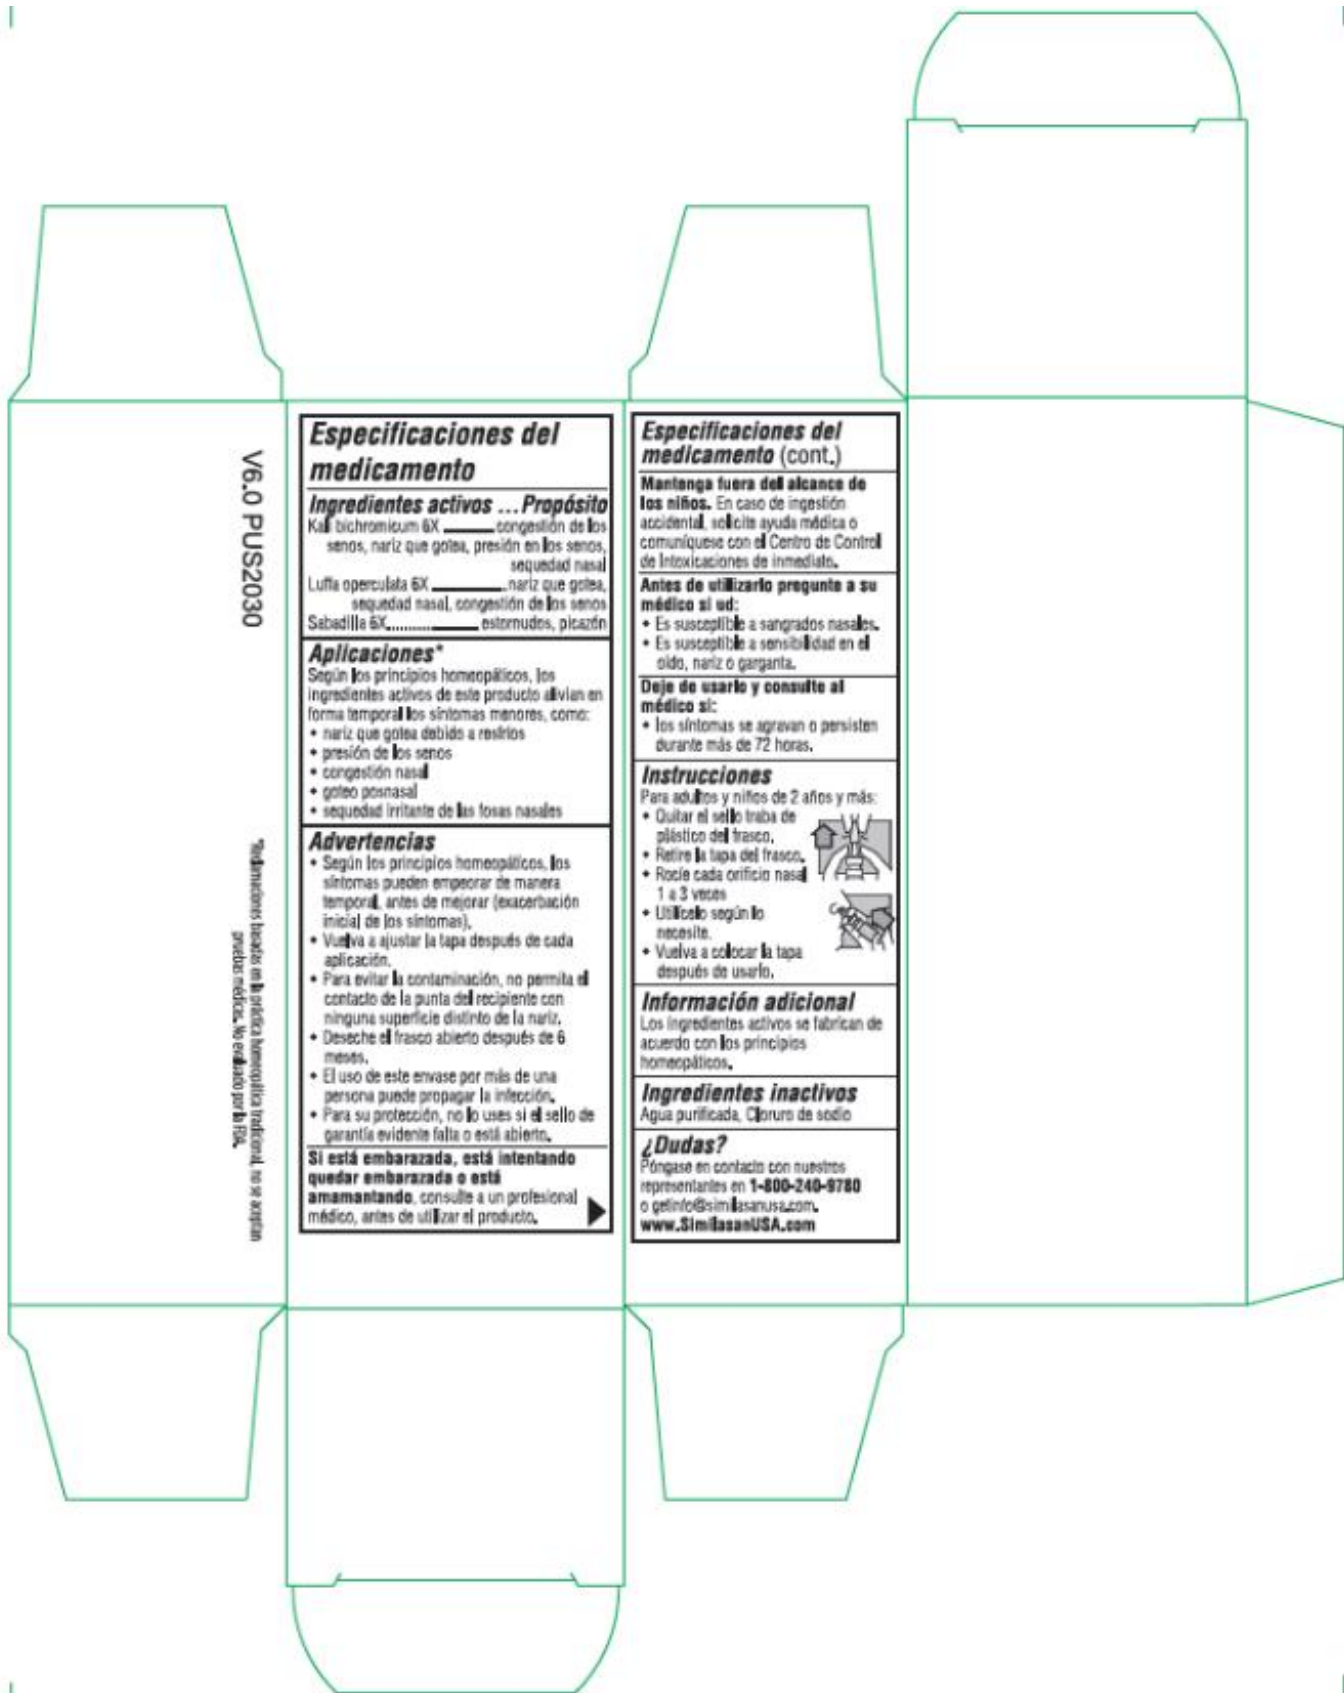 V6.0 PUS2030
*Reclamaciones basadas en la práctica homeopática tradicional, no se aceptan
pruebas médicas. No evaluado por la FDA.
Especificaciones del
medicamento
Ingredientes activos ... Propósito
Kali bichromicum 6X congestión de los
senos, nariz que gotea, presión en los senos,
sequedad nasal
Luffa operculata 6X nariz que gotea,
sequedad nasal, congestión de los senos
Sabadilla 6X.......... estornudos, picazón
Aplicaciones*
Según los principios homeopáticos, los
ingredientes activos de este producto alivian en
forma temporal los síntomas menores, como:
• nariz que gotea debido a resfríos
• presión de los senos
• congestión nasal
• goteo posnasal
• sequedad irritante de las fosas nasales
Advertencias
• Según los principios homeopáticos, los
síntomas pueden empeorar de manera
temporal, antes de mejorar (exacerbación
inicial de los síntomas).
• Vuelva a ajustar la tapa después de cada
aplicación.
• Para evitar la contaminación, no permita el
contacto de la punta del recipiente con
ninguna superficie distinto de la nariz.
• Deseche el frasco abierto después de 6
meses.
• El uso de este envase por más de una
persona puede propagar la infección.
• Para su protección, no lo uses si el sello de
garantía evidente falta o está abierto.
Si está embarazada, está intentando
quedar embarazada o está
amamantando, consulte a un profesional
médico, antes de utilizar el producto.
Especificaciones del
medicamento (cont.)
Mantenga fuera del alcance de
los niños. En caso de ingestión
accidental, solicite ayuda médica o
comuníquese con el Centro de Control
de Intoxicaciones de inmediato.
Antes de utilizarlo pregunte a su
médico si ud:
• Es susceptible a sangrados nasales.
• Es susceptible a sensibilidad en el
oído, nariz o garganta.
Deje de usarlo y consulte al
médico si:
• los síntomas se agravan o persisten
durante más de 72 horas.
Instrucciones
Para adultos y niños de 2 años y más:
• Quitar el sello traba de
plástico del frasco.
• Retire la tapa del frasco.
• Rocíe cada orificio nasal
1 a 3 veces
• Utilícelo según lo
necesite.
• Vuelva a colocar la tapa
después de usarlo.
Información adicional
Los ingredientes activos se fabrican de
acuerdo con los principios
homeopáticos.
Ingredientes inactivos
Agua purificada, Cloruro de sodio
¿Dudas?
Póngase en contacto con nuestros
representantes en 1-800-240-9780
o getinfo@similasanusa.com.
www.SimilasanUSA.com